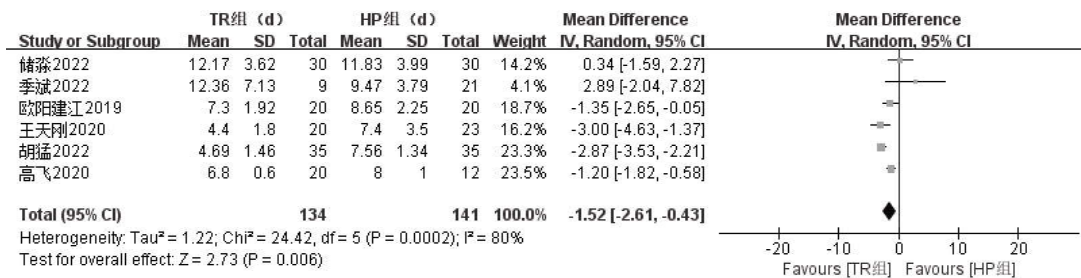 TR组（d） HP组（d） Mean Difference Mean Difference
Study or Subgroup Mean SD Total Mean SD Total Weight IV, Random, 95% CI IV, Random, 95% CI
储淼2022 12.17 3.62 30 11.83 3.99 30 14.2% 0.34 [-1.59, 2.27]
季斌2022 12.36 7.13 9 9.47 3.79 21 4.1% 2.89 [-2.04, 7.82]
欧阳建江2019 7.3 1.92 20 8.65 2.25 20 18.7% -1.35 [-2.65, -0.05]
王天刚2020 4.4 1.8 20 7.4 3.5 23 16.2% -3.00 [-4.63, -1.37]
胡猛2022 4.69 1.46 35 7.56 1.34 35 23.3% -2.87 [-3.53, -2.21]
高飞2020 6.8 0.6 20 8 1 12 23.5% -1.20 [-1.82, -0.58]
Total (95% CI) 134 141 100.0% -1.52 [-2.61, -0.43]
Heterogeneity: Tau² = 1.22; Chi² = 24.42, df = 5 (P = 0.0002); I² = 80%
Test for overall effect: Z = 2.73 (P = 0.006)
-20 -10 0 10 20
Favours [TR组] Favours [HP组]